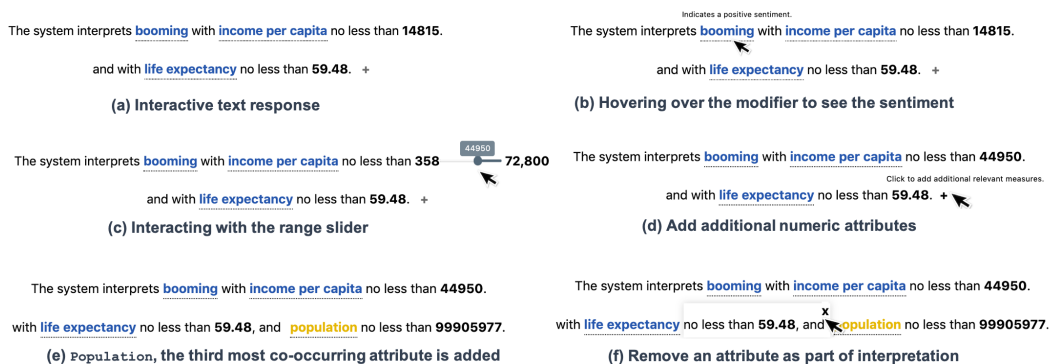 The system interprets booming with income per capita no less than 14815.
and with life expectancy no less than 59.48. +
(a) Interactive text response
Indicates a positive sentiment.
The system interprets booming with income per capita no less than 14815.
and with life expectancy no less than 59.48. +
(b) Hovering over the modifier to see the sentiment
44950
The system interprets booming with income per capita no less than 358 72,800
and with life expectancy no less than 59.48. +
(c) Interacting with the range slider
The system interprets booming with income per capita no less than 44950.
Click to add additional relevant measures.
and with life expectancy no less than 59.48. +
(d) Add additional numeric attributes
The system interprets booming with income per capita no less than 44950.
with life expectancy no less than 59.48, and population no less than 99905977.
(e) Population, the third most co-occurring attribute is added
The system interprets booming with income per capita no less than 44950.
x
with life expectancy no less than 59.48, and opulation no less than 99905977.
(f) Remove an attribute as part of interpretation